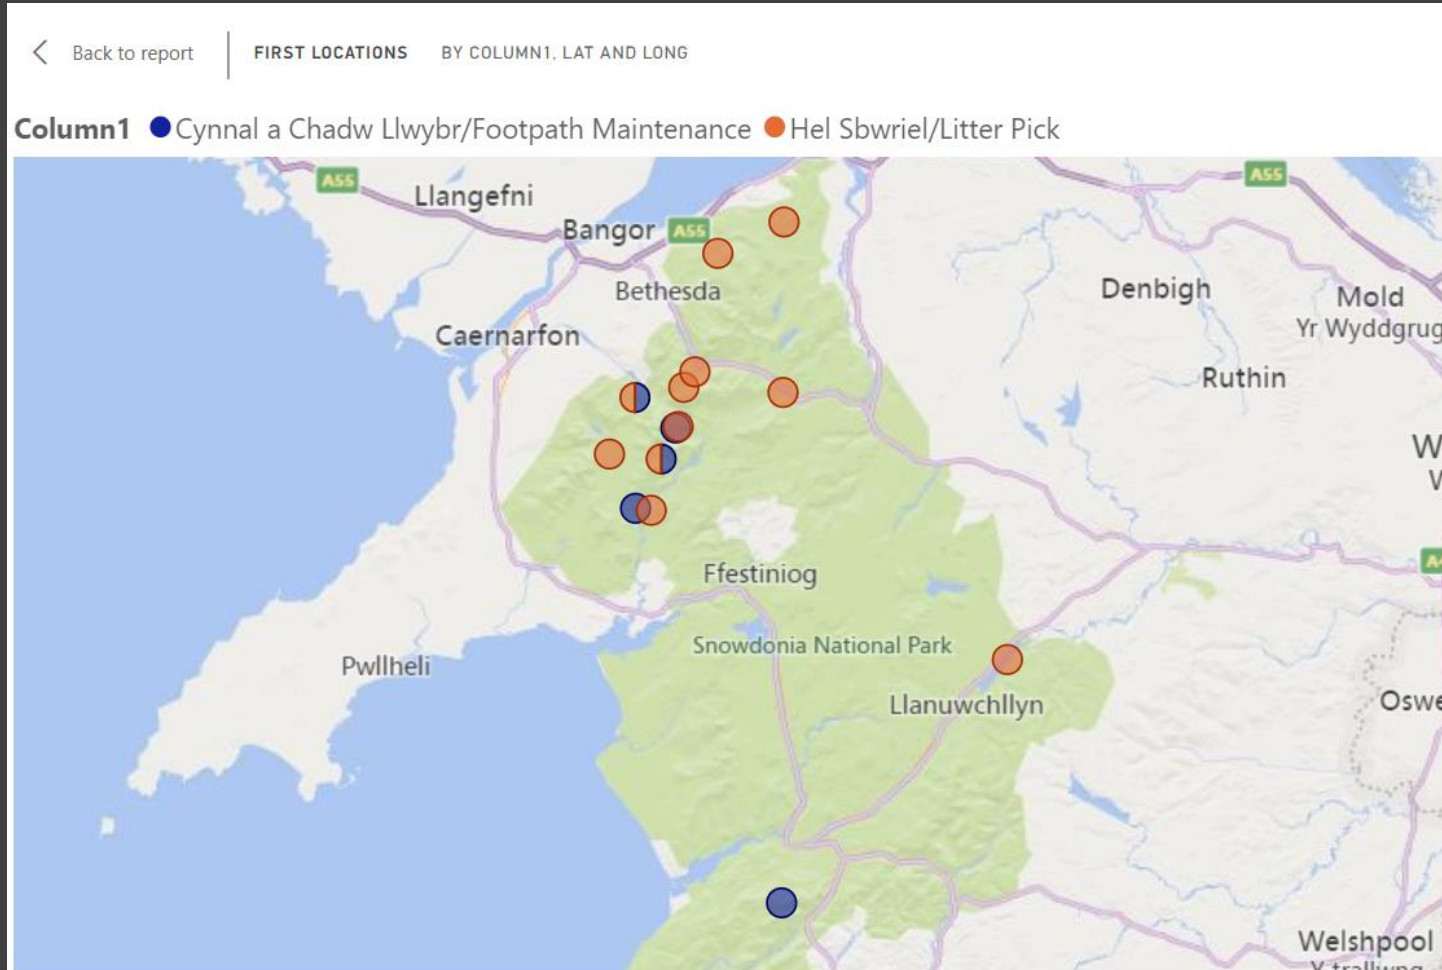 Back to report
FIRST LOCATIONS BY COLUMN1, LAT AND LONG
Column1 Cynnal a Chadw Llwybr/Footpath Maintenance Hel Sbwriel/Litter Pick
A55
A55
Llangefni
Bangor A55
Bethesda
Denbigh
Mold
Yr Wyddgrug
Caernarfon
Ruthin
Ffestiniog
Snowdonia National Park
Pwllheli
Llanuwchllyn
Oswe
Welshpool